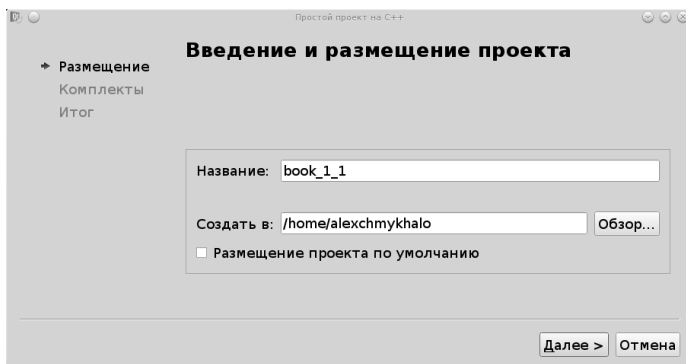 Простой проект на C++
Введение и размещение проекта
Размещение
Комплекты
Итог
Название: book_1_1
Создать в: /home/alexchmykhalo Обзор...
Размещение проекта по умолчанию
Далее > Отмена